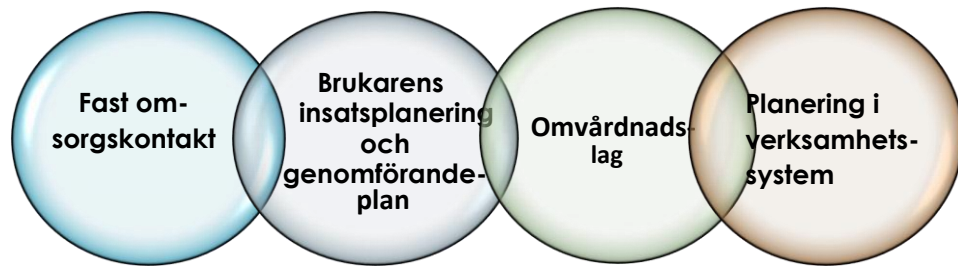 Fast om-
sorgskontakt
Brukarens
insatsplanering
och
genomförande-
plan
Omvårdnads-
lag
Planering i
verksamhets-
system